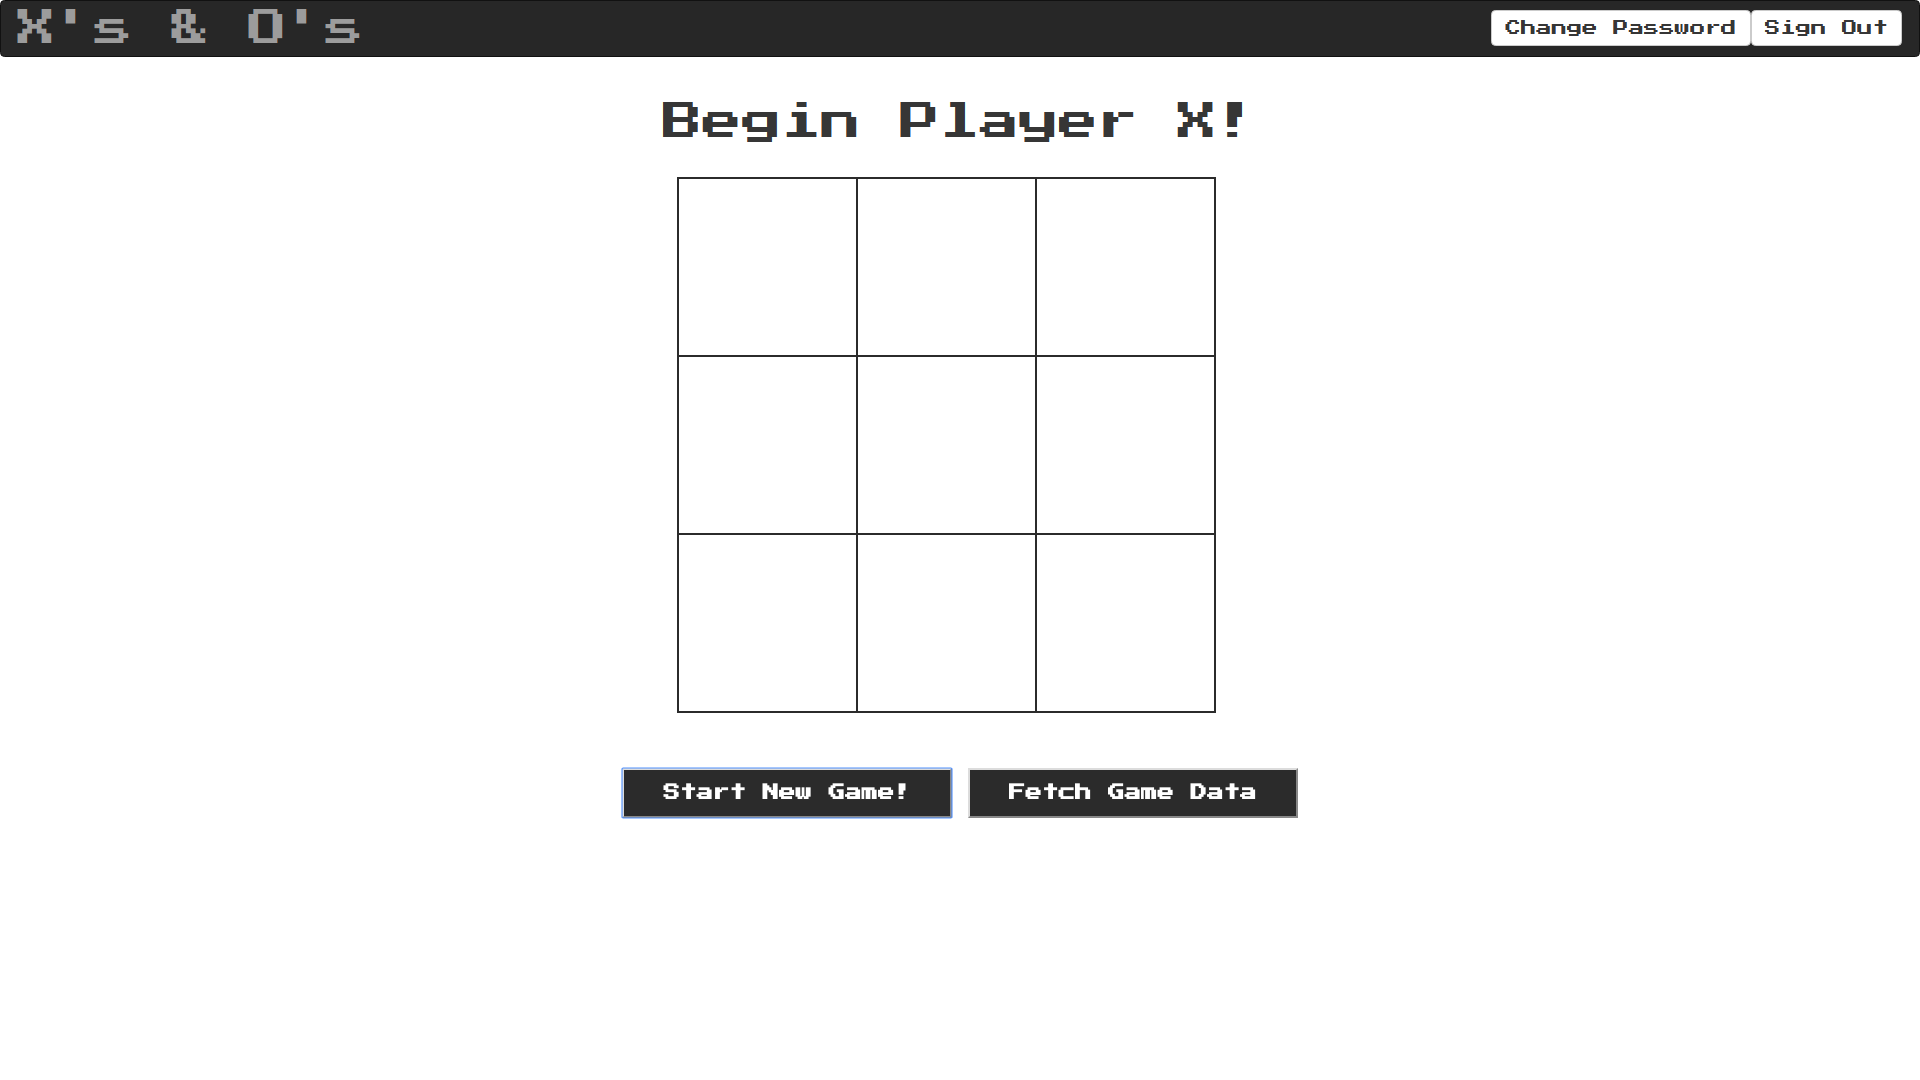 X's & O's
Change Password Sign Out
Begin Player X!
Start New Game! Fetch Game Data